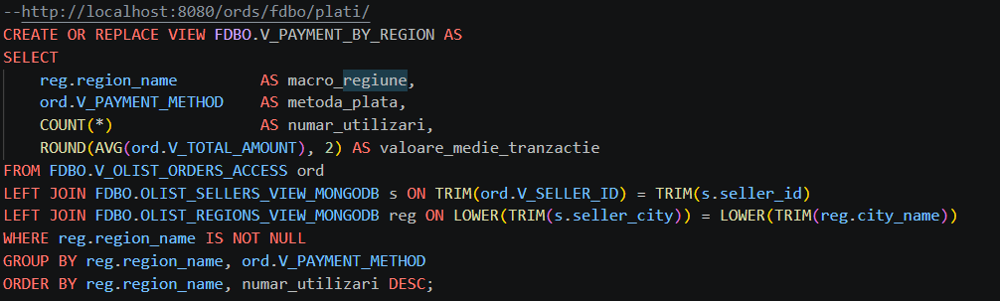 --http://localhost:8080/ords/fdbo/plati/
CREATE OR REPLACE VIEW FDBO.V_PAYMENT_BY_REGION AS
SELECT
    reg.region_name          AS macro_regiune,
    ord.V_PAYMENT_METHOD     AS metoda_plata,
    COUNT(*)                 AS numar_utilizari,
    ROUND(AVG(ord.V_TOTAL_AMOUNT), 2) AS valoare_medie_tranzactie
FROM FDBO.V_OLIST_ORDERS_ACCESS ord
LEFT JOIN FDBO.OLIST_SELLERS_VIEW_MONGODB s ON TRIM(ord.V_SELLER_ID) = TRIM(s.seller_id)
LEFT JOIN FDBO.OLIST_REGIONS_VIEW_MONGODB reg ON LOWER(TRIM(s.seller_city)) = LOWER(TRIM(reg.city_name))
WHERE reg.region_name IS NOT NULL
GROUP BY reg.region_name, ord.V_PAYMENT_METHOD
ORDER BY reg.region_name, numar_utilizari DESC;